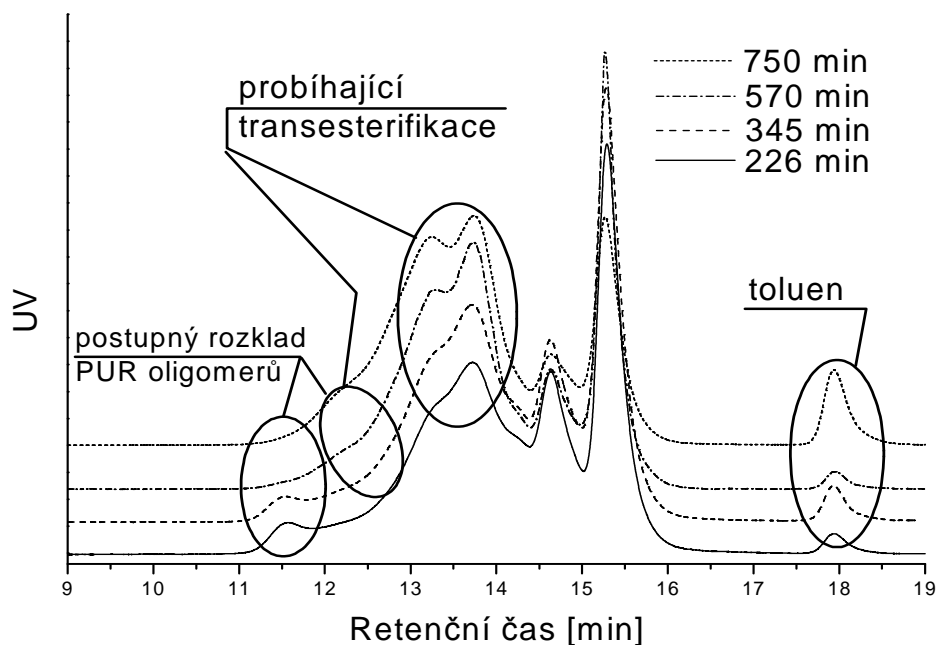 probíhající
transesterifikace
750 min
570 min
345 min
226 min
toluen
postupný rozklad
PUR oligomerů
UV
9 10 11 12 13 14 15 16 17 18 19
Retenční čas [min]